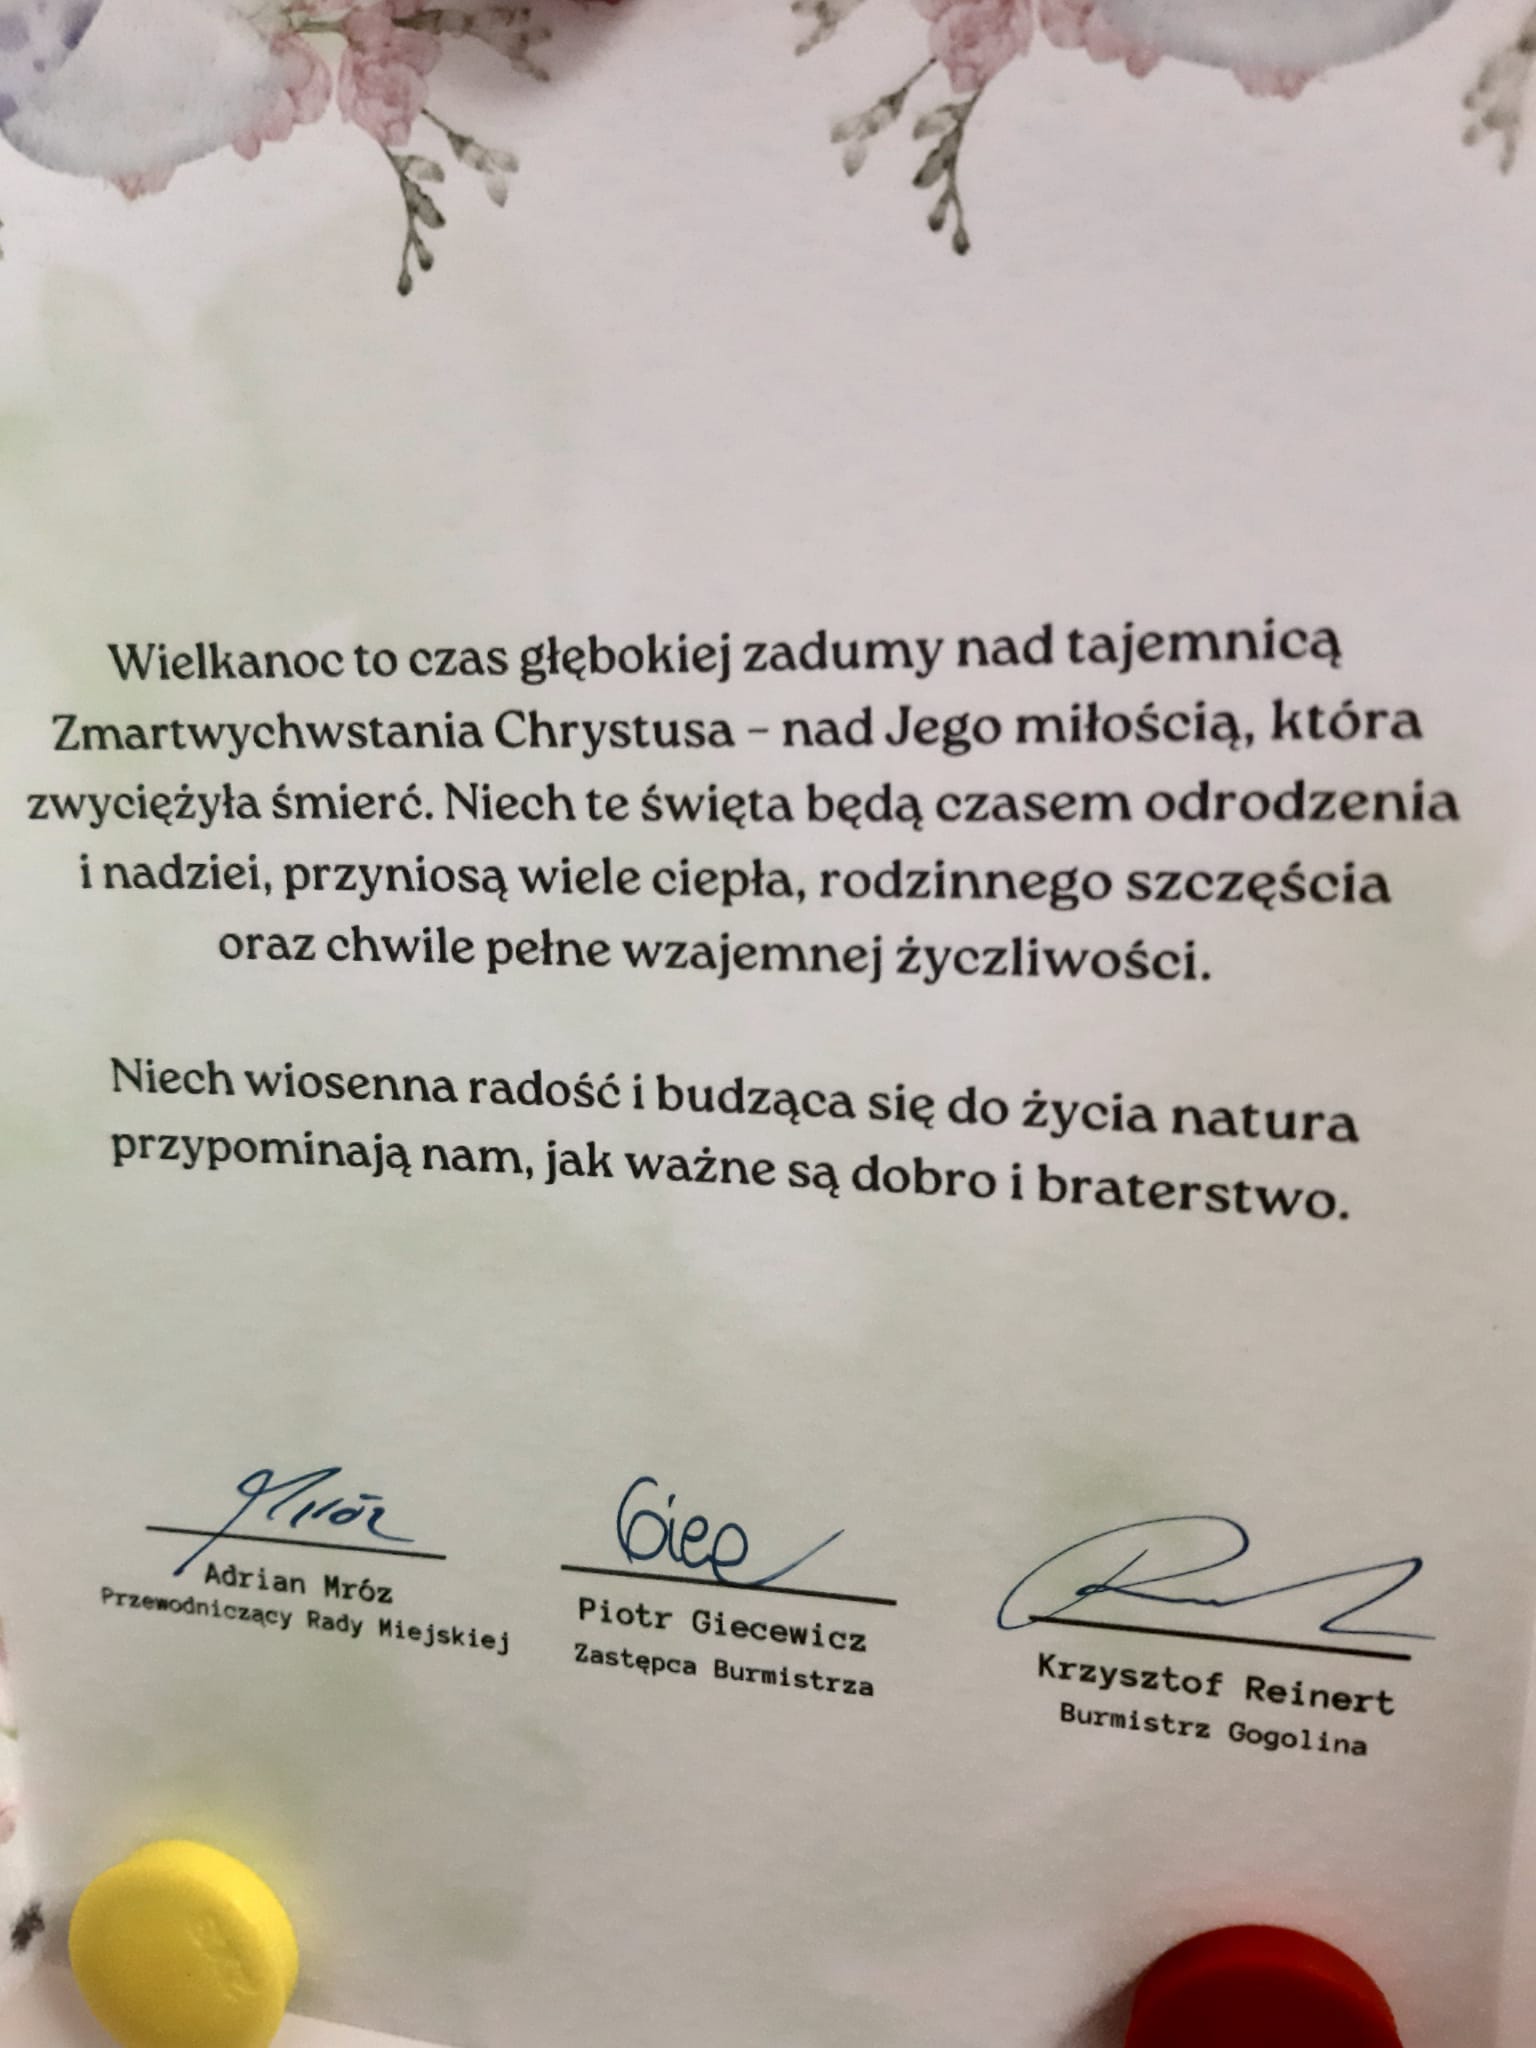 Wielkanoc to czas głębokiej zadumy nad tajemnicą
Zmartwychwstania Chrystusa – nad Jego miłością, która
zwyciężyła śmierć. Niech te święta będą czasem odrodzenia
i nadziei, przyniosą wiele ciepła, rodzinnego szczęścia
oraz chwile pełne wzajemnej życzliwości.
Niech wiosenna radość i budząca się do życia natura
przypominają nam, jak ważne są dobro i braterstwo.
Mróz
Adrian Mróz
Przewodniczący Rady Miejskiej
Piotr Giecewicz
Zastępca Burmistrza
Krzysztof Reinert
Burmistrz Gogolina